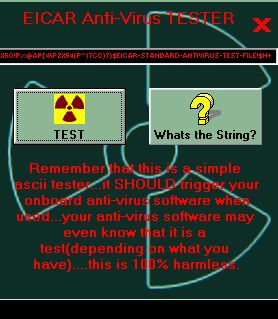 EICAR Anti-Virus TESTER
X
X5O!P%@AP[4\PZX54(P^)7CC)7}$EICAR-STANDARD-ANTIVIRUS-TEST-FILE!$H+
TEST
Whats the String?
Remember that this is a simple
ascii tester...it SHOULD trigger your
onboard anti-virus software when
used...your anti-virus software may
even know that it is a
test(depending on what you
have)....this is 100% harmless.